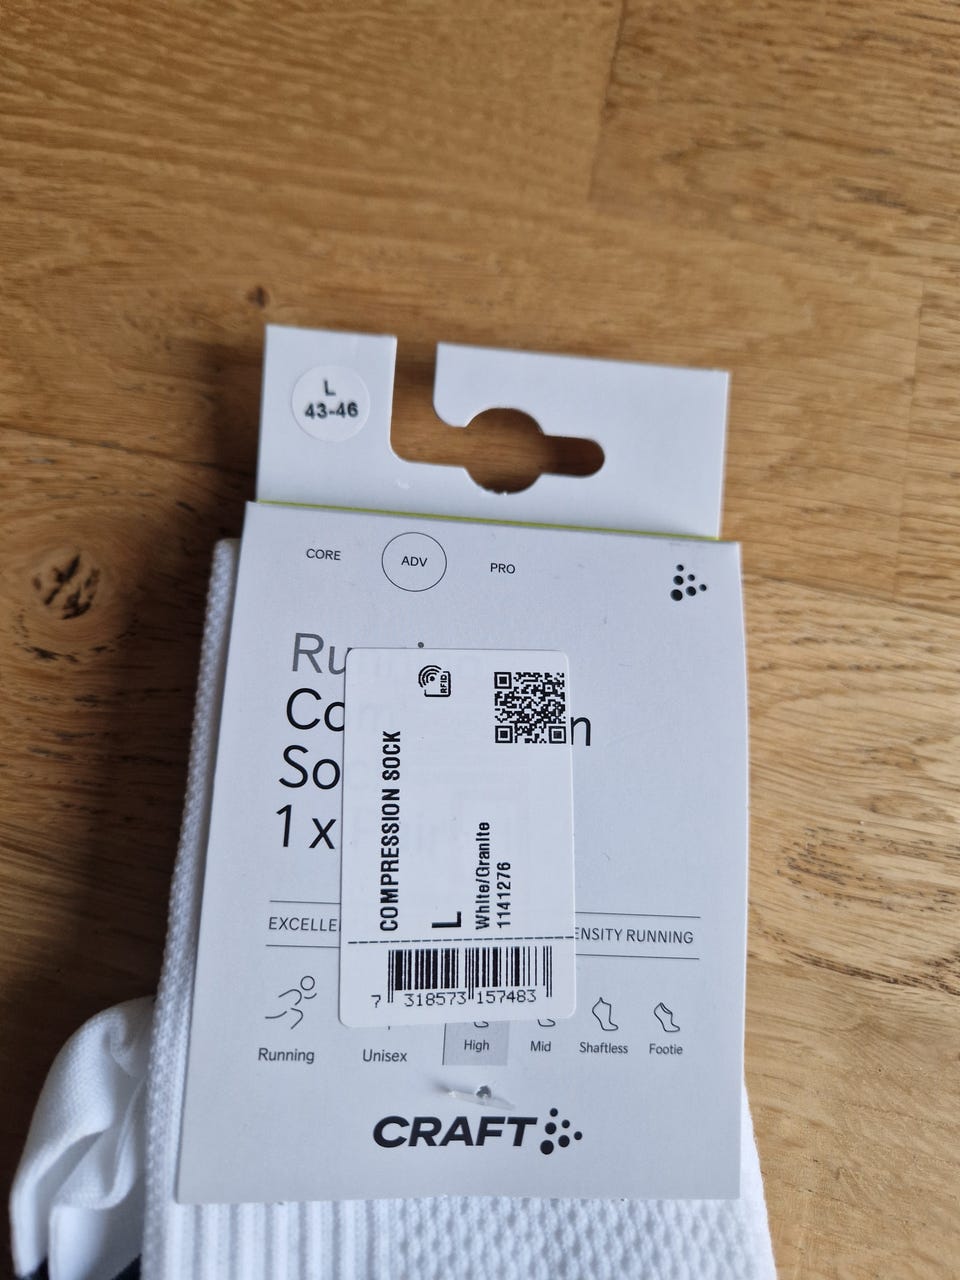 L
43-46
CORE
ADV
PRO
Ru
Co n
So
1 x
RFID
COMPRESSION SOCK
L
White/Granite
1141276
7 318573 157483
EXCELLE ENSITY RUNNING
Running
Unisex
High
Mid
Shaftless
Footie
CRAFT